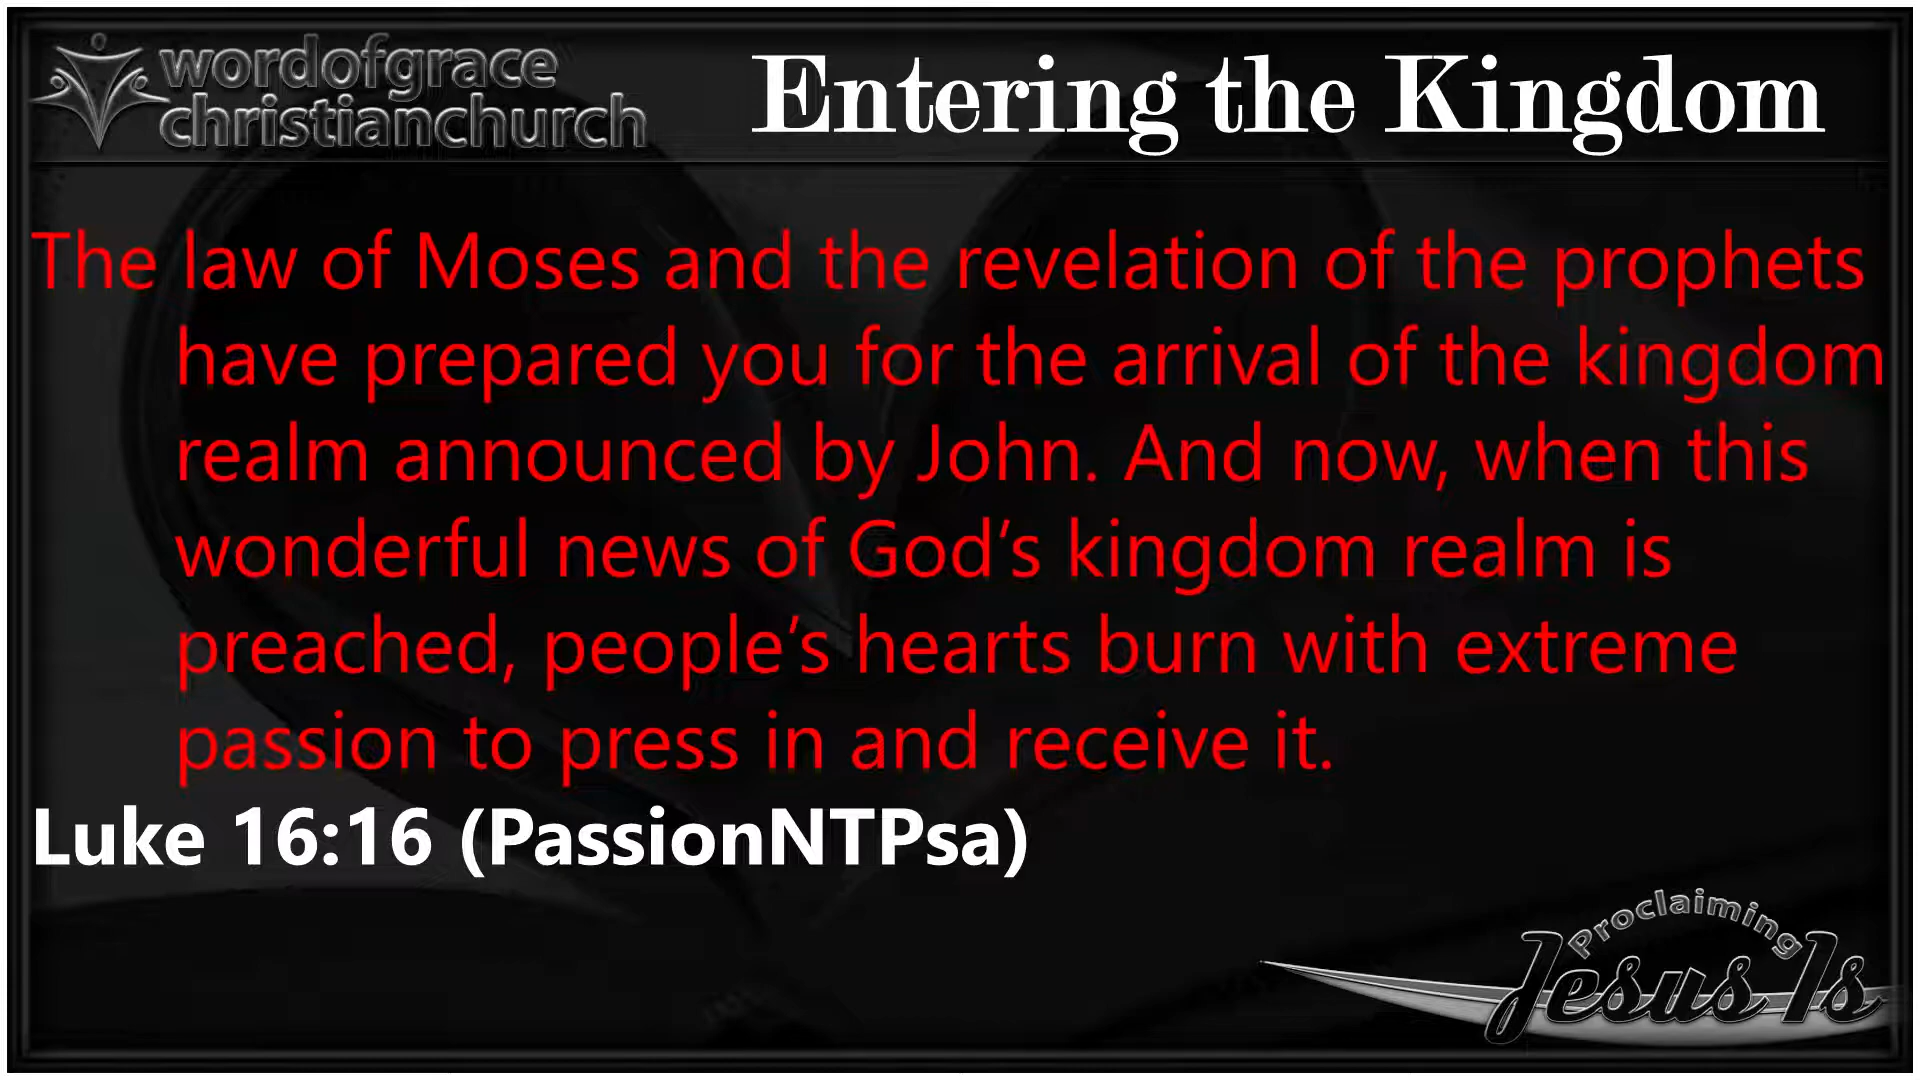 wordofgrace
christianchurch
Entering the Kingdom
The law of Moses and the revelation of the prophets
have prepared you for the arrival of the kingdom
realm announced by John. And now, when this
wonderful news of God’s kingdom realm is
preached, people’s hearts burn with extreme
passion to press in and receive it.
Luke 16:16 (PassionNTPsa)
Proclaiming
Jesus Is